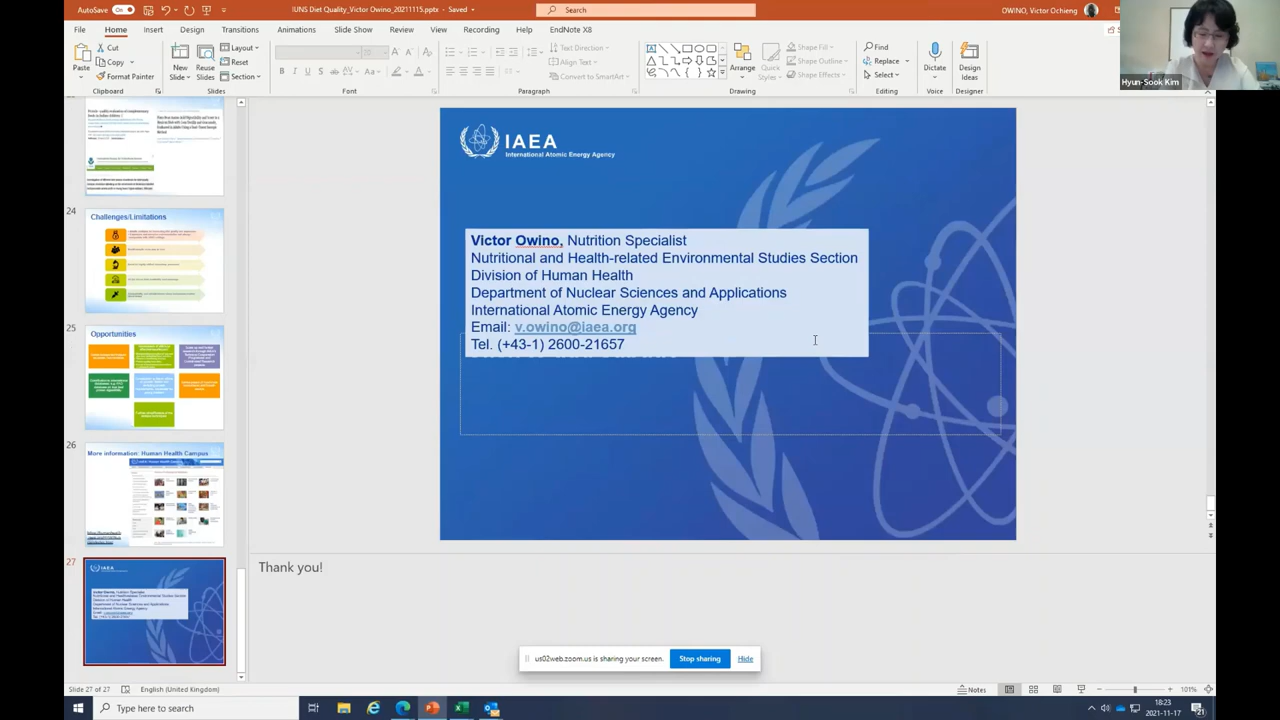 AutoSave On
IUNS Diet Quality_Victor Owino_20211115.pptx - Saved
Search
OWINO, Victor Ochieng
File Home Insert Design Transitions Animations Slide Show Review View Recording Help EndNote X8
Paste
Cut
Copy
Format Painter
Clipboard
New Slide
Reuse Slides
Layout
Reset
Section
Slides
Font
Text Direction
Align Text
Convert to SmartArt
Paragraph
Arrange
Quick Styles
Shape Fill
Shape Outline
Shape Effects
Drawing
Find
Replace
Select
Editing
Dictate
Voice
Design Ideas
Designer
Hyun-Sook Kim
24
Challenges/Limitations
25
Opportunities
26
More information: Human Health Campus
27
IAEA
International Atomic Energy Agency
Victor Owino, Nutrition Specialist
Nutritional and Health-related Environmental Studies Section
Division of Human Health
Department of Nuclear Sciences and Applications
International Atomic Energy Agency
Email: v.owino@iaea.org
Tel. (+43-1) 2600-21657
Thank you!
us02web.zoom.us is sharing your screen.
Stop sharing
Hide
Slide 27 of 27
English (United Kingdom)
Notes
101%
Type here to search
18:23
2021-11-17
21